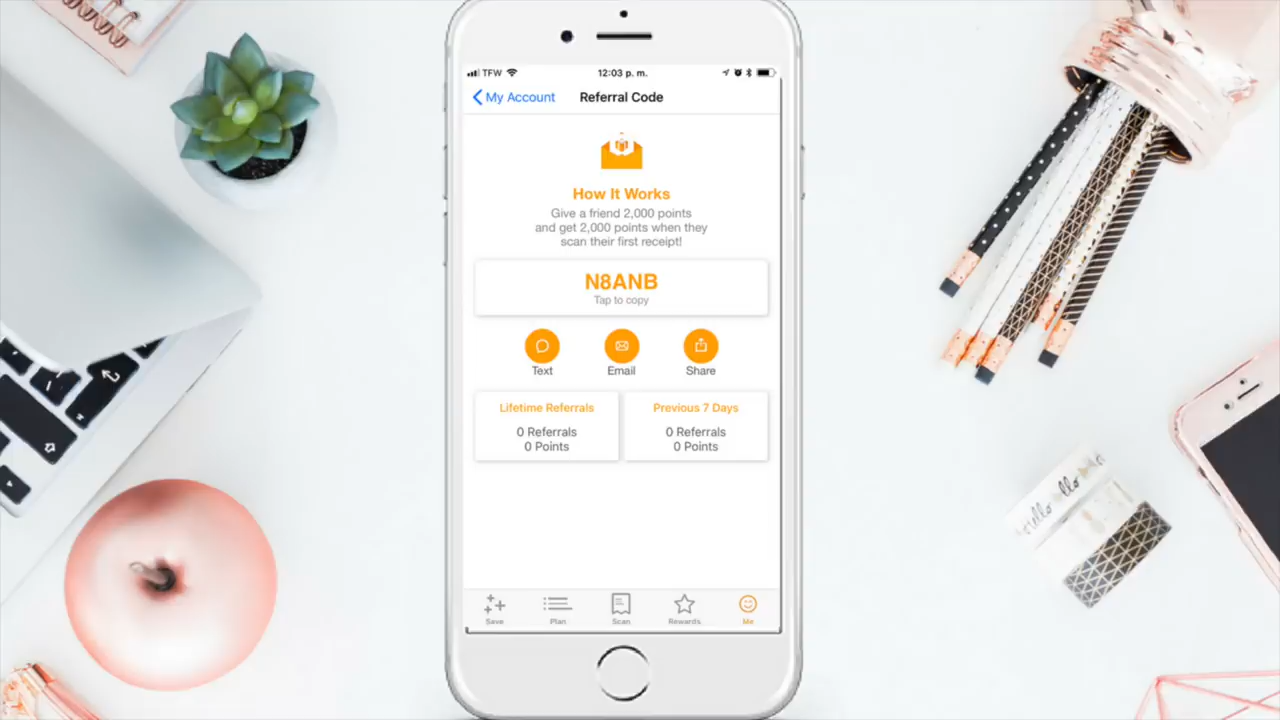 TFW
12:03 p. m.
My Account
Referral Code
How It Works
Give a friend 2,000 points
and get 2,000 points when they
scan their first receipt!
N8ANB
Tap to copy
Text
Email
Share
Lifetime Referrals
Previous 7 Days
0 Referrals
0 Points
0 Referrals
0 Points
Save
Plan
Scan
Rewards
Me
hello